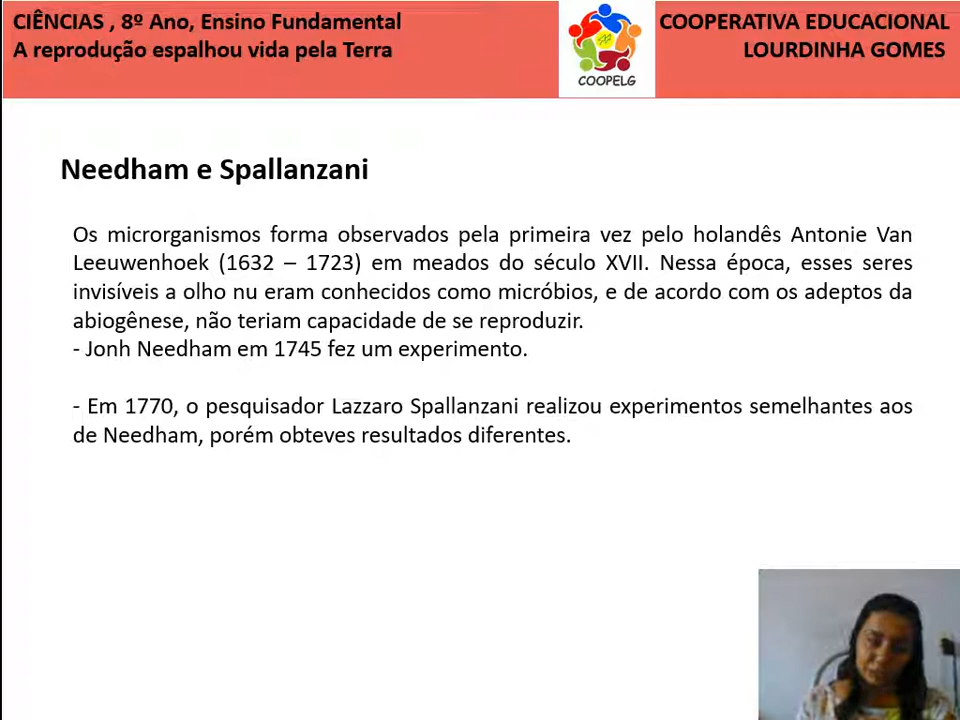 CIÊNCIAS , 8º Ano, Ensino Fundamental
A reprodução espalhou vida pela Terra
COOPELG
COOPERATIVA EDUCACIONAL
LOURDINHA GOMES
Needham e Spallanzani
Os microrganismos forma observados pela primeira vez pelo holandês Antonie Van
Leeuwenhoek (1632 – 1723) em meados do século XVII. Nessa época, esses seres
invisíveis a olho nu eram conhecidos como micróbios, e de acordo com os adeptos da
abiogênese, não teriam capacidade de se reproduzir.
- Jonh Needham em 1745 fez um experimento.
- Em 1770, o pesquisador Lazzaro Spallanzani realizou experimentos semelhantes aos
de Needham, porém obteves resultados diferentes.